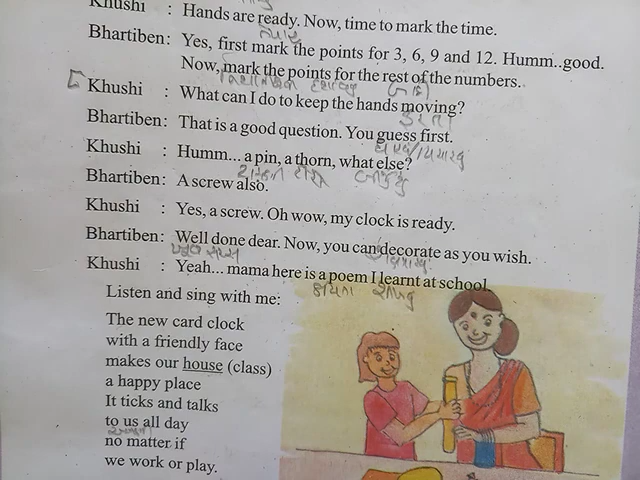 Khushi : Hands are ready. Now, time to mark the time.
Bhartiben: Yes, first mark the points for 3, 6, 9 and 12. Humm..good.
Now, mark the points for the rest of the numbers.
Khushi : What can I do to keep the hands moving?
Bhartiben: That is a good question. You guess first.
Khushi : Humm... a pin, a thorn, what else?
Bhartiben: A screw also.
Khushi : Yes, a screw. Oh wow, my clock is ready.
Bhartiben: Well done dear. Now, you can decorate as you wish.
Khushi : Yeah... mama here is a poem I learnt at school.
Listen and sing with me:
The new card clock
with a friendly face
makes our house (class)
a happy place
It ticks and talks
to us all day
no matter if
we work or play.